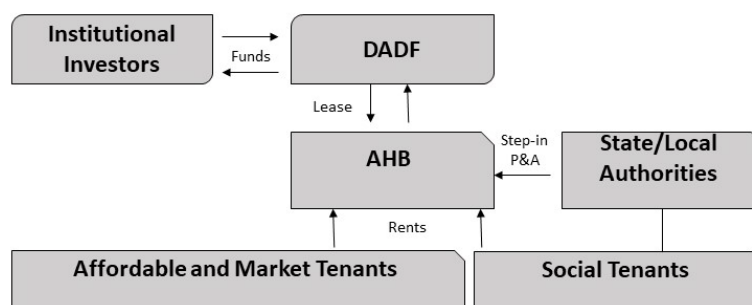 Institutional
Investors
Funds
DADF
Lease
AHB
Step-in
P&A
State/Local
Authorities
Rents
Affordable and Market Tenants
Social Tenants